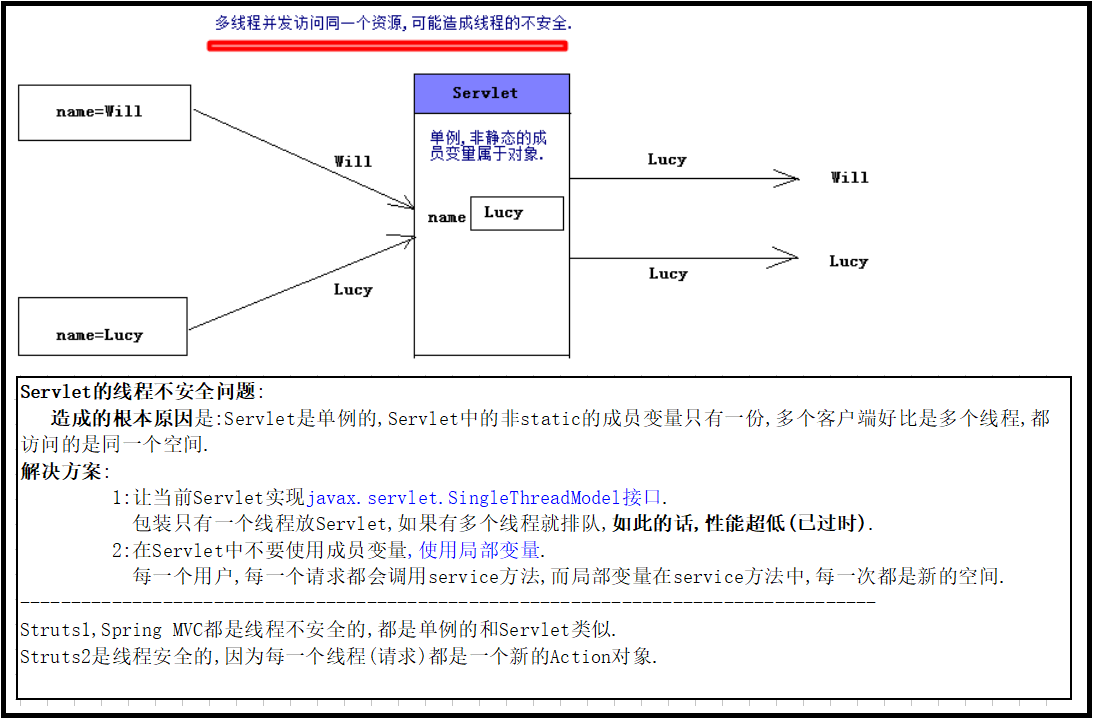 多线程并发访问同一个资源,可能造成线程的不安全.
Servlet
name=Will
单例,非静态的成
员变量属于对象.
Will
Lucy
Will
name
Lucy
Lucy
Lucy
Lucy
name=Lucy
Servlet的线程不安全问题:
造成的根本原因是:Servlet是单例的,Servlet中的非static的成员变量只有一份,多个客户端好比是多个线程,都
访问的是同一个空间.
解决方案:
1:让当前Servlet实现javax.servlet.SingleThreadModel接口.
包装只有一个线程放Servlet,如果有多个线程就排队,如此的话,性能超低(已过时).
2:在Servlet中不要使用成员变量,使用局部变量.
每一个用户,每一个请求都会调用service方法,而局部变量在service方法中,每一次都是新的空间.
--------------------------------------------------------------------------------------
Struts1,Spring MVC都是线程不安全的,都是单例的和Servlet类似.
Struts2是线程安全的,因为每一个线程(请求)都是一个新的Action对象.